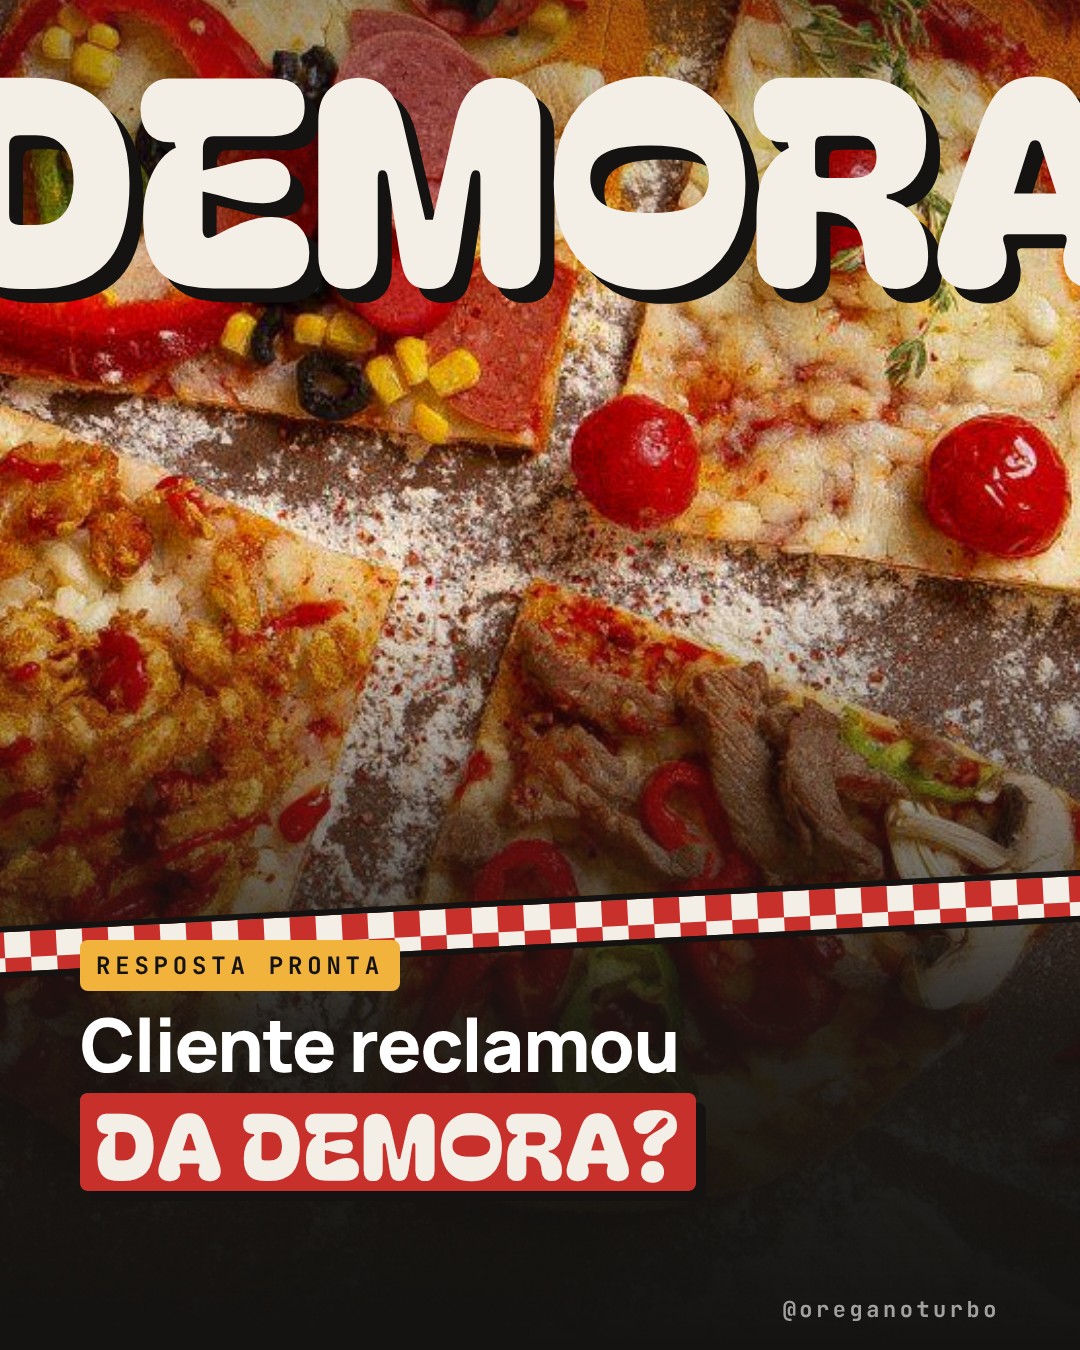 DEMORA
RESPOSTA PRONTA
Cliente reclamou
DA DEMORA?
@oreganoturbo